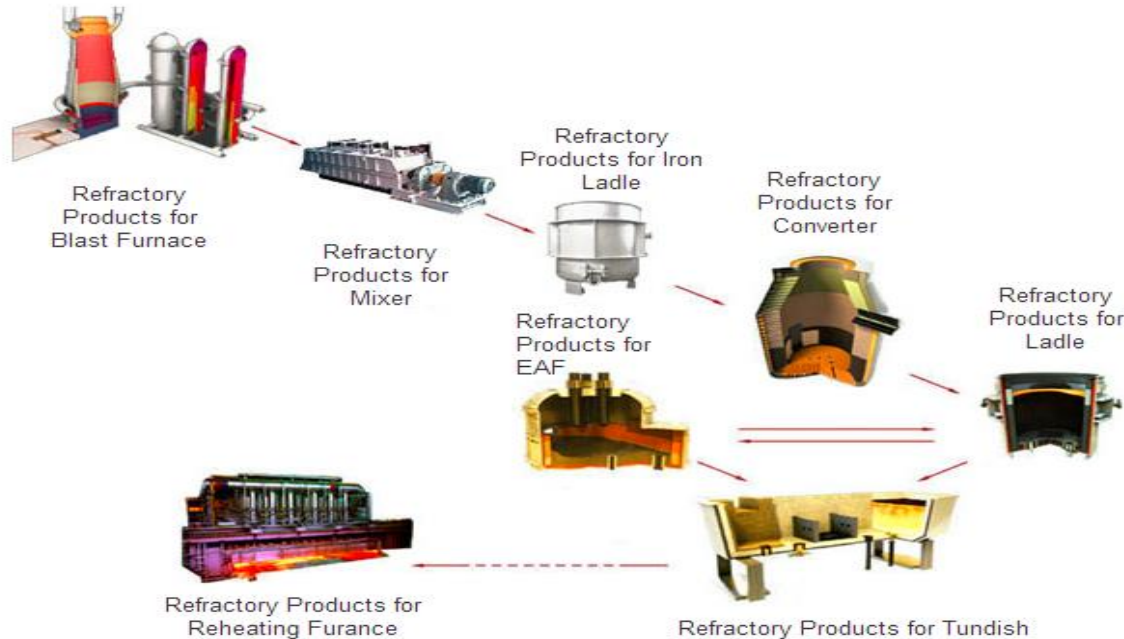 Refractory
Products for
Blast Furnace
Refractory
Products for
Mixer
Refractory
Products for Iron
Ladle
Refractory
Products for
Converter
Refractory
Products for
EAF
Refractory
Products for
Ladle
Refractory Products for
Reheating Furance
Refractory Products for Tundish